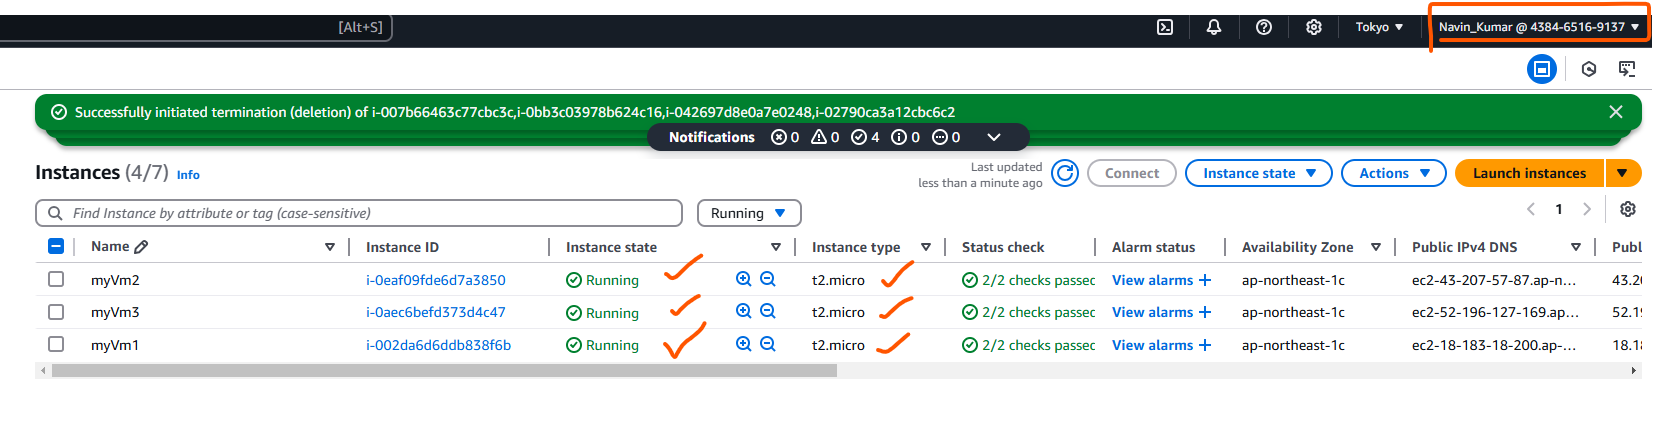 [Alt+S] Tokyo Navin_Kumar @ 4384-6516-9137
Successfully initiated termination (deletion) of i-007b66463c77cbc3c,i-0bb3c03978b624c16,i-042697d8e0a7e0248,i-02790ca3a12cbc6c2
Notifications 0 0 4 0 0
Instances (4/7) Info
Last updated
less than a minute ago
Connect Instance state Actions Launch instances
Find Instance by attribute or tag (case-sensitive) Running 1
Name Instance ID Instance state Instance type Status check Alarm status Availability Zone Public IPv4 DNS Publ
myVm2 i-0eaf09fde6d7a3850 Running t2.micro 2/2 checks passec View alarms + ap-northeast-1c ec2-43-207-57-87.ap-n... 43.20
myVm3 i-0aec6befd373d4c47 Running t2.micro 2/2 checks passec View alarms + ap-northeast-1c ec2-52-196-127-169.ap... 52.19
myVm1 i-002da6d6ddb838f6b Running t2.micro 2/2 checks passec View alarms + ap-northeast-1c ec2-18-183-18-200.ap-... 18.18